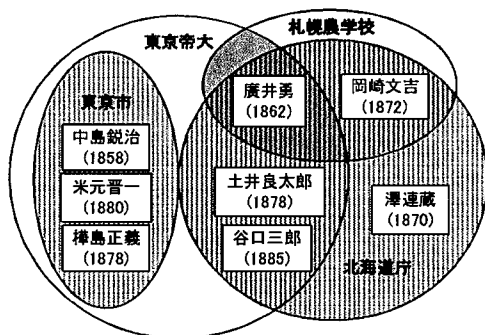 東京帝大
札幌農学校
東京市
廣井勇
(1862)
岡崎文吉
(1872)
中島鋭治
(1858)
米元晋一
(1880)
樺島正義
(1878)
土井良太郎
(1878)
谷口三郎
(1885)
澤連蔵
(1870)
北海道庁